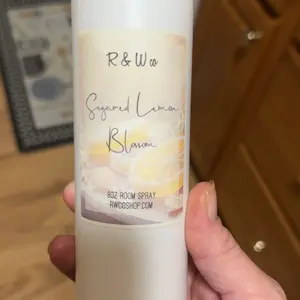 R & W co
Sugared Lemon
Blossom
8OZ ROOM SPRAY
RWCOSHOP.COM